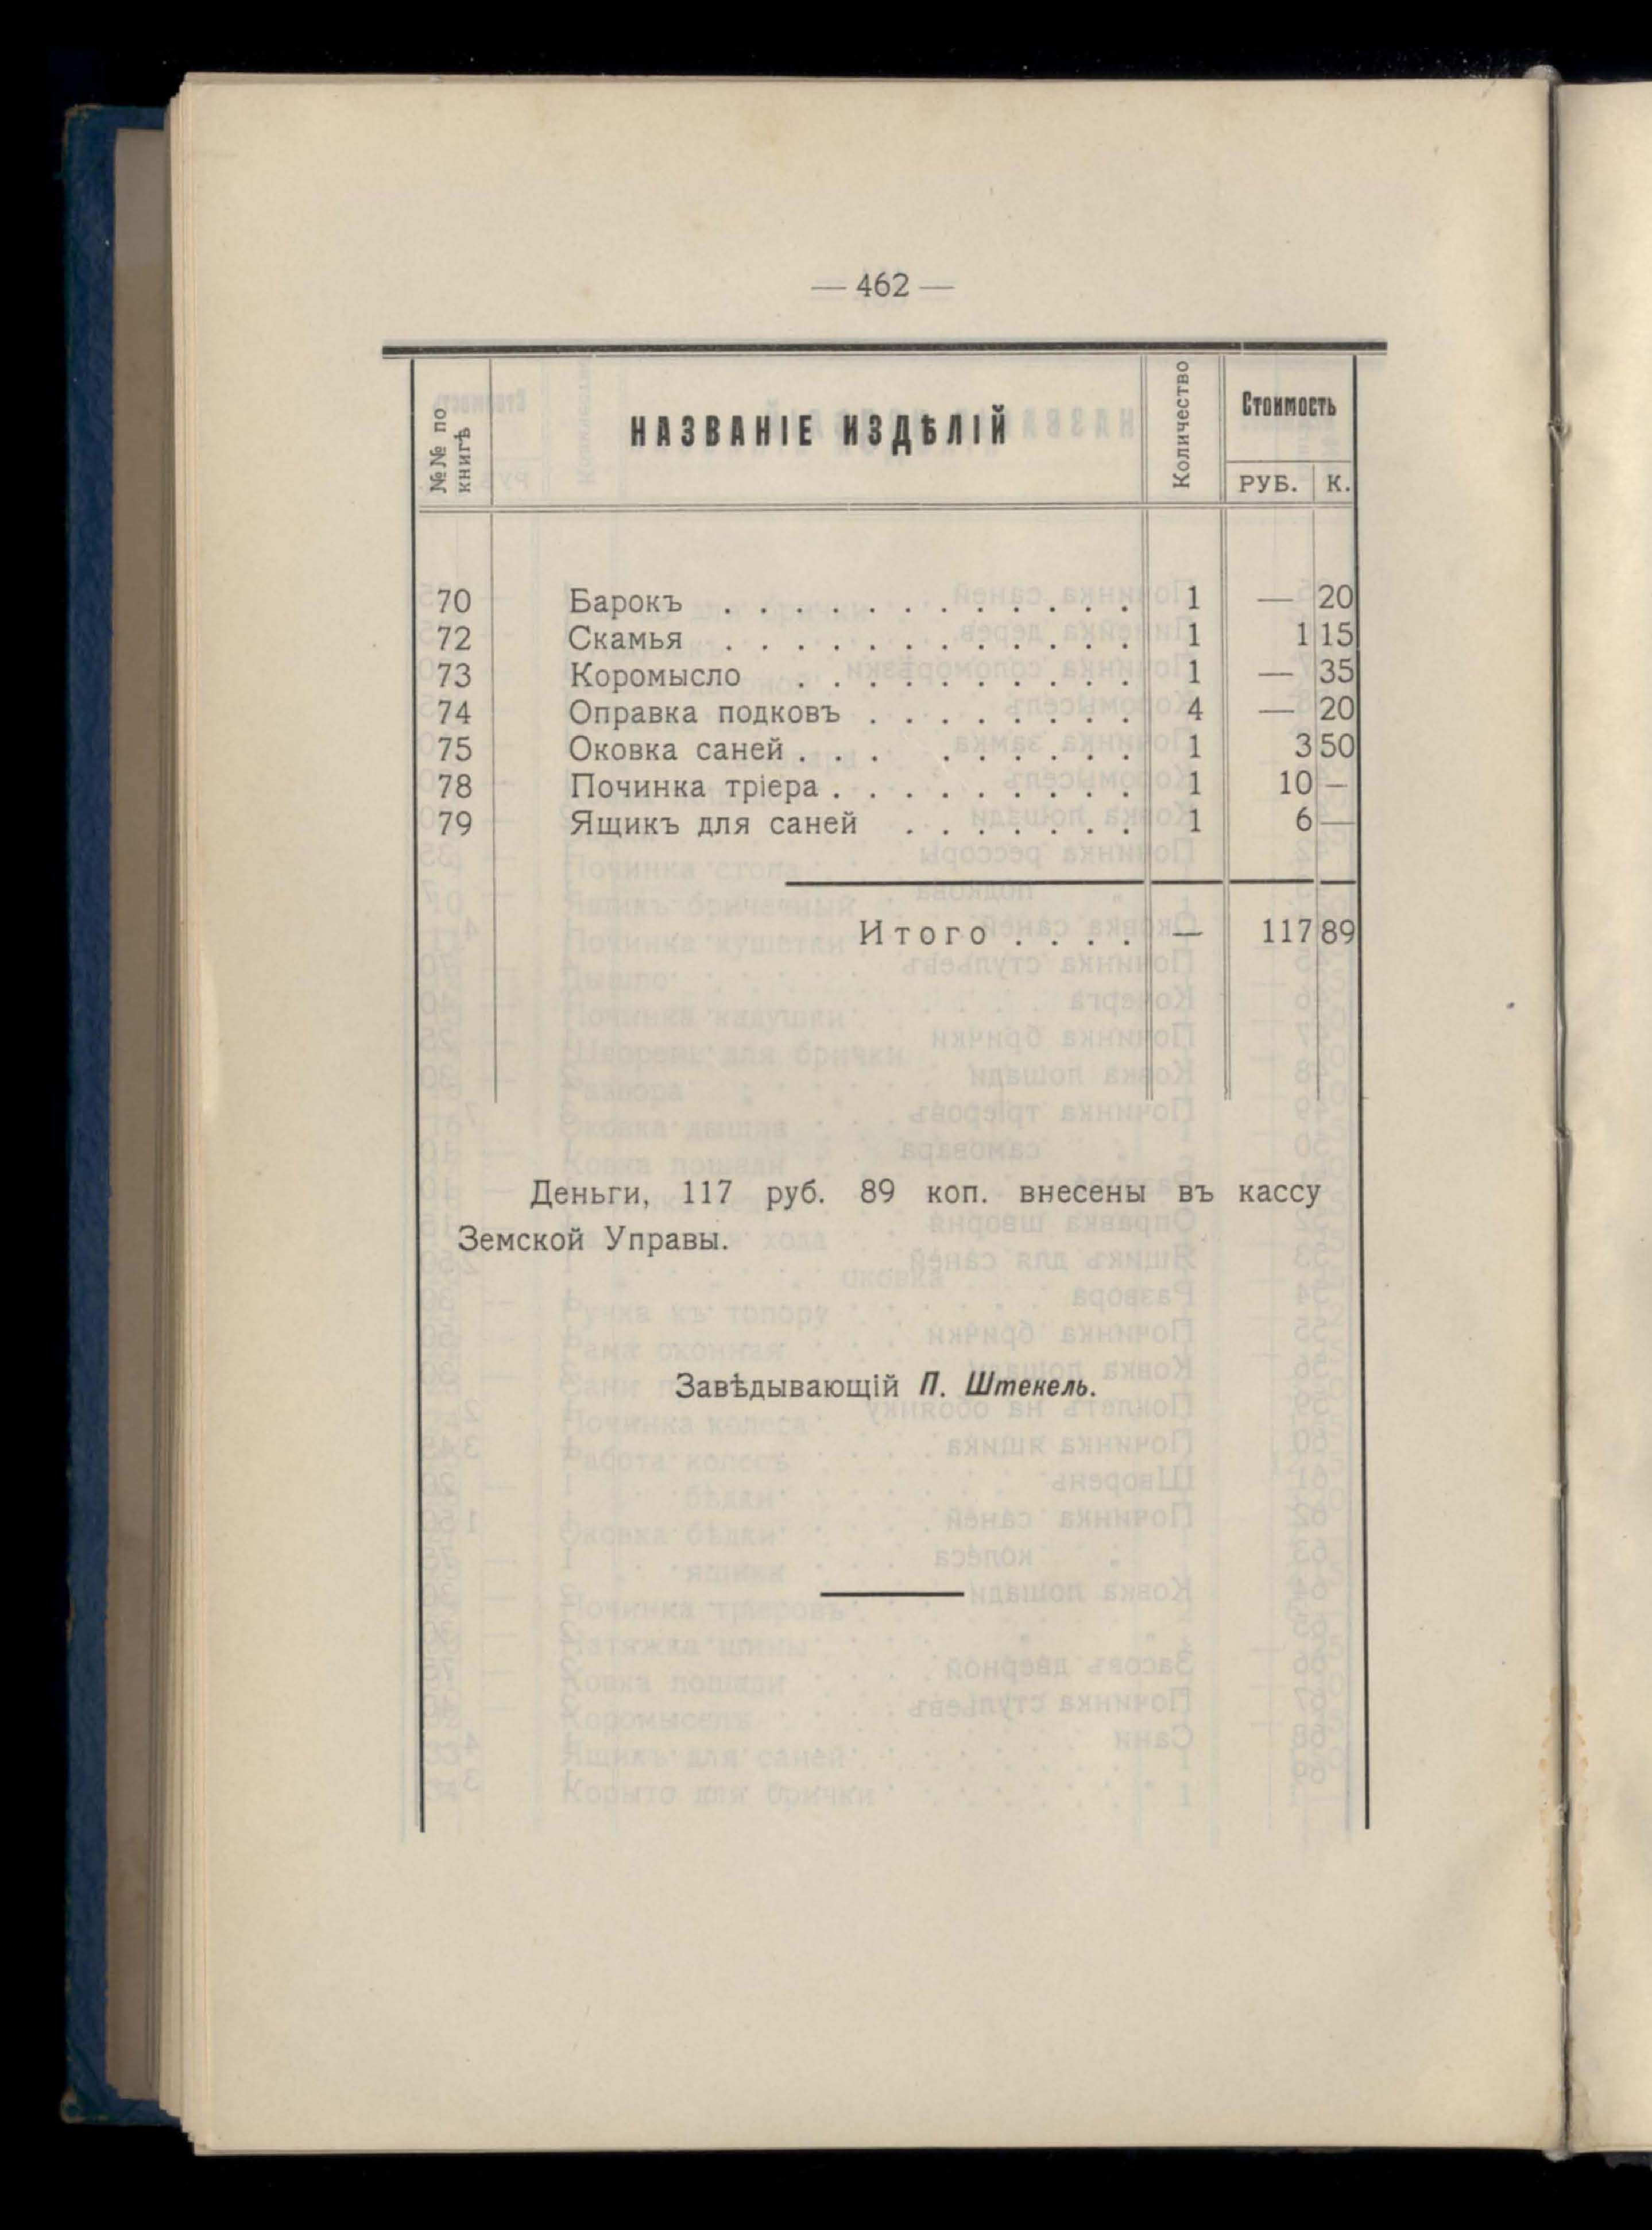 — 462 —
№№ по книгѣ
НАЗВАНІЕ ИЗДѢЛІЙ
Количество
Стоимость
РУБ. К.
70 Барокъ . . . . . . . . . . . . 1 — 20
72 Скамья . . . . . . . . . . . . 1 1 15
73 Коромысло . . . . . . . . . . 1 — 35
74 Оправка подковъ . . . . . . . . 4 — 20
75 Оковка саней . . . . . . . . . 1 3 50
78 Починка тріера . . . . . . . . . 1 10 —
79 Ящикъ для саней . . . . . . . 1 6 —
Итого . . . . — 117 89
Деньги, 117 руб. 89 коп. внесены въ кассу
Земской Управы.
Завѣдывающій П. Штекель.